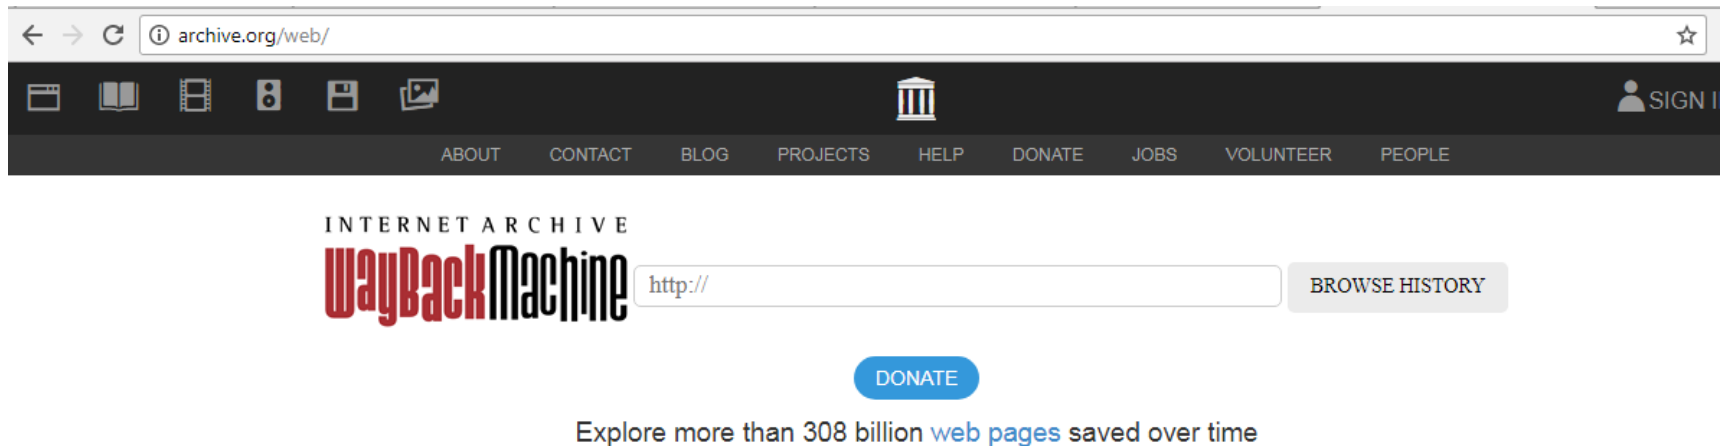 archive.org/web/
SIGN I
ABOUT CONTACT BLOG PROJECTS HELP DONATE JOBS VOLUNTEER PEOPLE
INTERNET ARCHIVE
WayBackMachine
http://
BROWSE HISTORY
DONATE
Explore more than 308 billion web pages saved over time